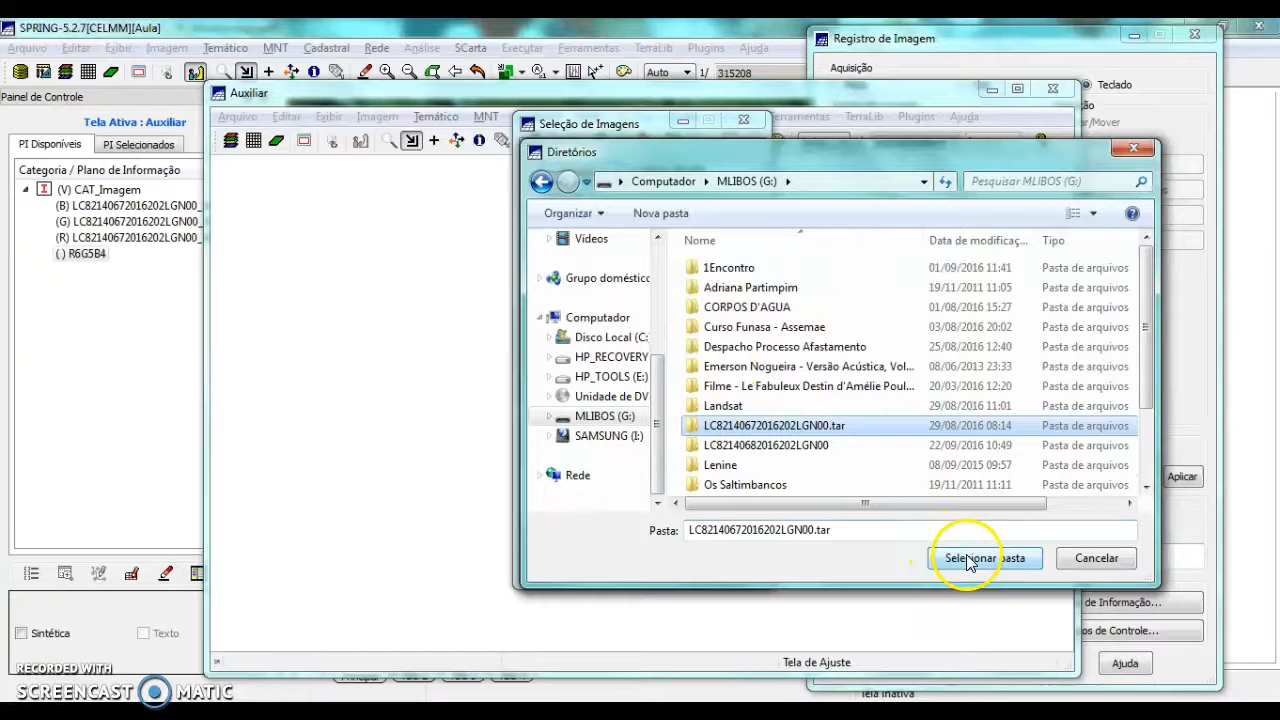 SPRING-5.2.7[CELMM][Aula]
Arquivo Editar Exibir Imagem Temático MNT Cadastral Rede Análise SCarta Executar Ferramentas TerraLib Plugins Ajuda
Auto 1/ 315208
Painel de Controle
Tela Ativa : Auxiliar
PI Disponíveis PI Selecionados
Categoria / Plano de Informação
(V) CAT_Imagem
(B) LC82140672016202LGN00_
(G) LC82140672016202LGN00_
(R) LC82140672016202LGN00_
( ) R6G5B4
Sintética Texto
RECORDED WITH
SCREENCAST MATIC
Auxiliar
Arquivo Editar Exibir Imagem Temático MNT
erramentas TerraLib Plugins Ajuda
Tela de Ajuste
Registro de Imagem
Aquisição
Teclado
ar/Mover
Aplicar
de Informação...
os de Controle...
Ajuda
Tela Inativa
Seleção de Imagens
Diretórios
Computador MLIBOS (G:)
Pesquisar MLIBOS (G:)
Organizar Nova pasta
Vídeos
Grupo doméstic
Computador
Disco Local (C:
HP_RECOVERY
HP_TOOLS (E:)
Unidade de DV
MLIBOS (G:)
SAMSUNG (I:)
Rede
Nome Data de modificaç... Tipo
1Encontro 01/09/2016 11:41 Pasta de arquivos
Adriana Partimpim 19/11/2011 11:05 Pasta de arquivos
CORPOS D'AGUA 01/08/2016 15:27 Pasta de arquivos
Curso Funasa - Assemae 03/08/2016 20:02 Pasta de arquivos
Despacho Processo Afastamento 25/08/2016 12:40 Pasta de arquivos
Emerson Nogueira - Versão Acústica, Vol... 08/06/2013 23:33 Pasta de arquivos
Filme - Le Fabuleux Destin d'Amélie Poul... 20/03/2016 12:20 Pasta de arquivos
Landsat 29/08/2016 11:01 Pasta de arquivos
LC82140672016202LGN00.tar 29/08/2016 08:14 Pasta de arquivos
LC82140682016202LGN00 22/09/2016 10:49 Pasta de arquivos
Lenine 08/09/2015 09:57 Pasta de arquivos
Os Saltimbancos 19/11/2011 11:11 Pasta de arquivos
Pasta: LC82140672016202LGN00.tar
Selecionar pasta Cancelar